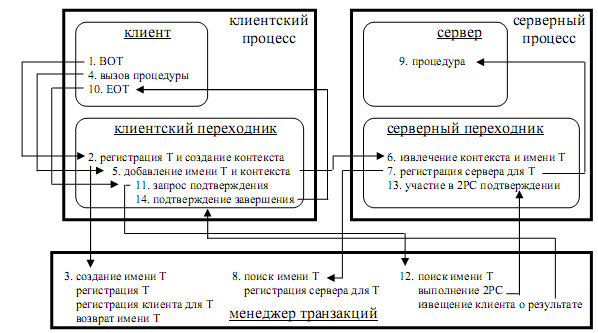 клиентский
процесс
клиент
1. BOT
4. вызов процедуры
10. EOT
клиентский переходник
2. регистрация T и создание контекста
5. добавление имени T и контекста
11. запрос подтверждения
14. подтверждение завершения
серверный
процесс
сервер
9. процедура
серверный переходник
6. извлечение контекста и имени T
7. регистрация сервера для T
13. участие в 2PC подтверждении
3. создание имени T
регистрация T
регистрация клиента для T
возврат имени T
8. поиск имени T
регистрация сервера для T
12. поиск имени T
выполнение 2PC
извещение клиента о результате
менеджер транзакций